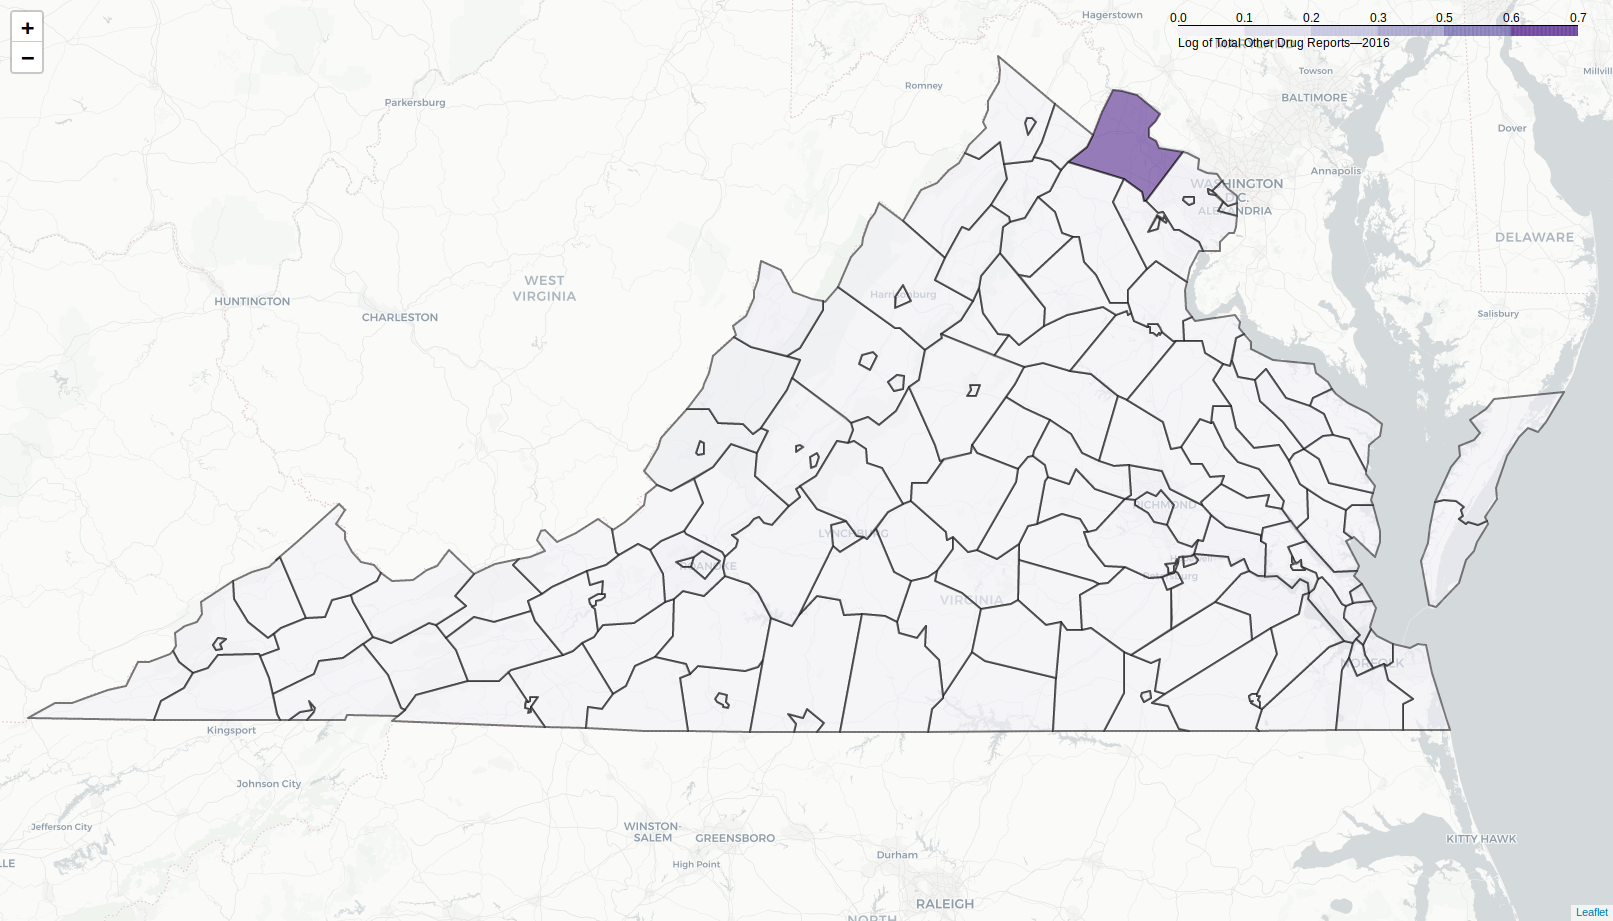 +
−
Hagerstown
0.0 0.1 0.2 0.3 0.5 0.6 0.7
Log of Total Other Drug Reports—2016
Towson
Millvill
Romney
BALTIMORE
Parkersburg
Dover
Annapolis
WASHINGTON
D.C.
ALEXANDRIA
DELAWARE
WEST
VIRGINIA
Harrisonburg
HUNTINGTON
CHARLESTON
Salisbury
RICHMOND
LYNCHBURG
ROANOKE
Hopewell
Petersburg
VIRGINIA
NORFOLK
Kingsport
Johnson City
Jefferson City
WINSTON-
SALEM
GREENSBORO
KITTY HAWK
High Point
Durham
LLE
RALEIGH
NORTH
Leaflet